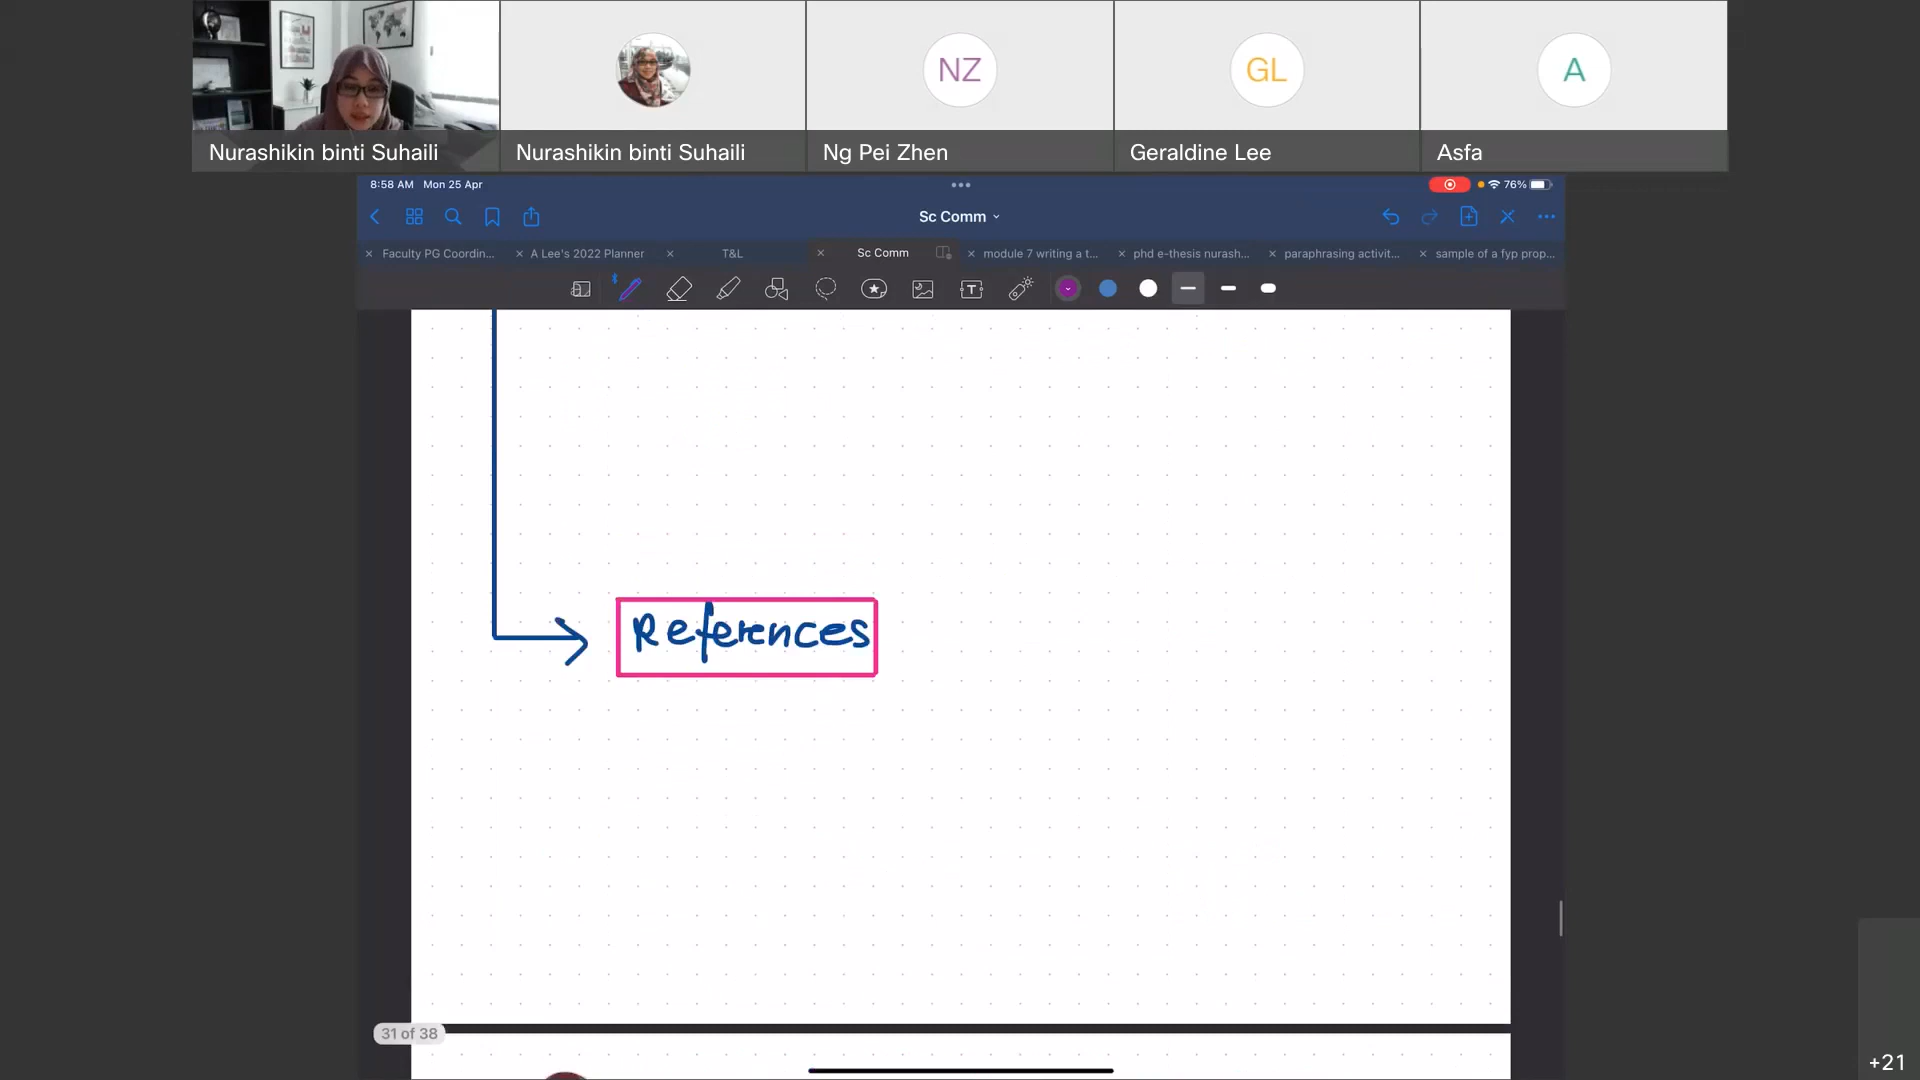 Nurashikin binti Suhaili
Nurashikin binti Suhaili
NZ
Ng Pei Zhen
GL
Geraldine Lee
A
Asfa
8:58 AM Mon 25 Apr
76%
Sc Comm
Faculty PG Coordin...
A Lee's 2022 Planner
T&L
Sc Comm
module 7 writing a t...
phd e-thesis nurash...
paraphrasing activit...
sample of a fyp prop...
References
31 of 38
+21